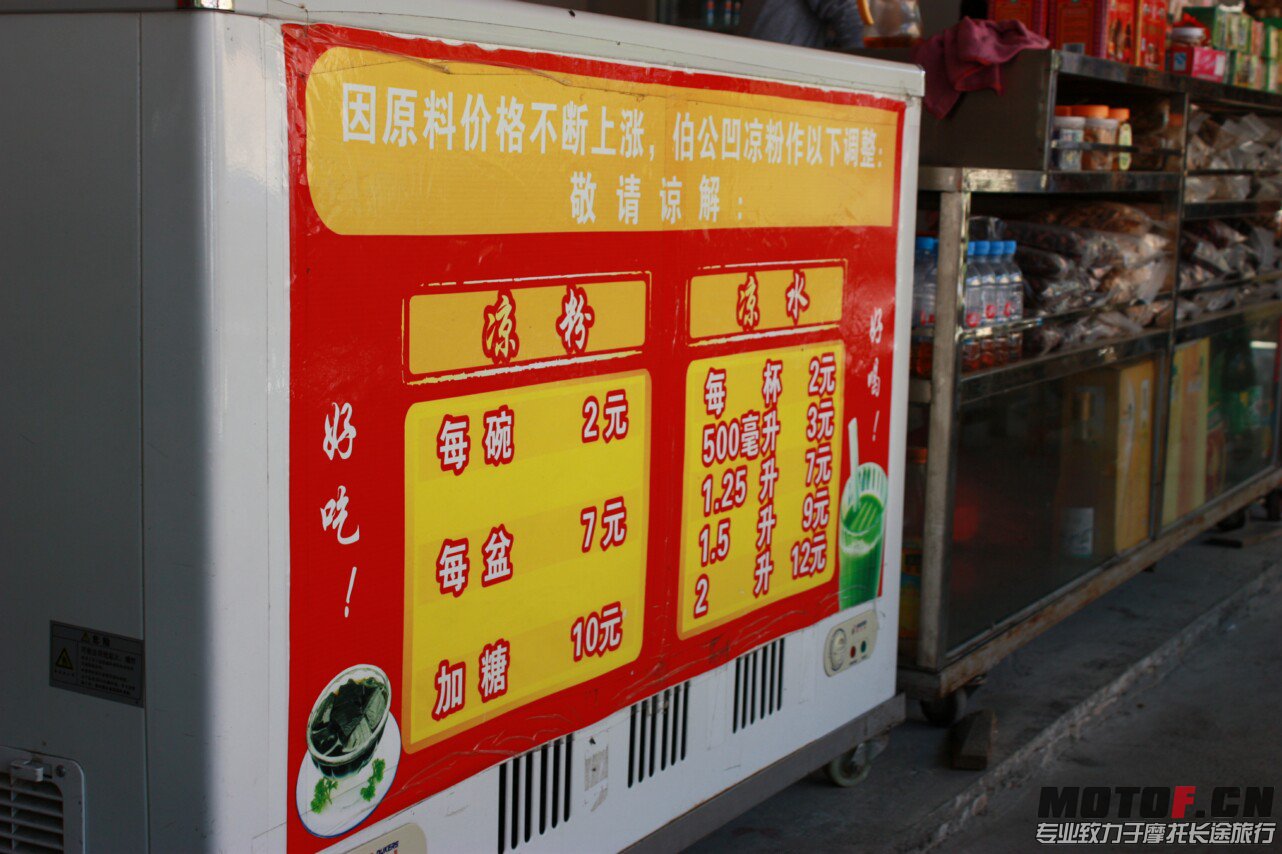 因原料价格不断上涨，伯公凹凉粉作以下调整：
敬请谅解：
凉粉
每碗 2元
每盆 7元
加糖 10元
好吃！
凉水
每杯 2元
500毫升 3元
1.25升 7元
1.5升 9元
2升 12元
好喝！
MOTOF.CN
专业致力于摩托长途旅行